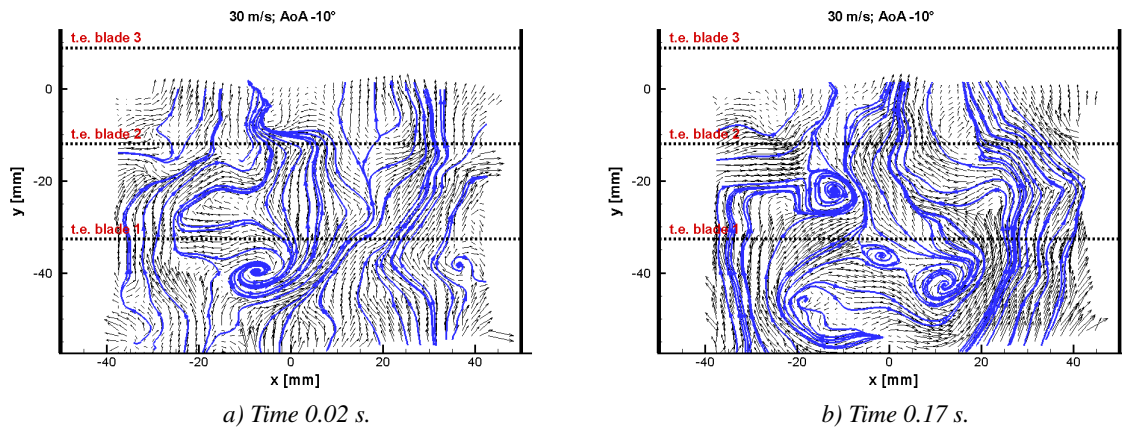 30 m/s; AoA -10°
t.e. blade 3
0
t.e. blade 2
-20
t.e. blade 1
-40
y [mm]
-40 -20 0 20 40
x [mm]
a) Time 0.02 s.
30 m/s; AoA -10°
t.e. blade 3
0
t.e. blade 2
-20
t.e. blade 1
-40
y [mm]
-40 -20 0 20 40
x [mm]
b) Time 0.17 s.